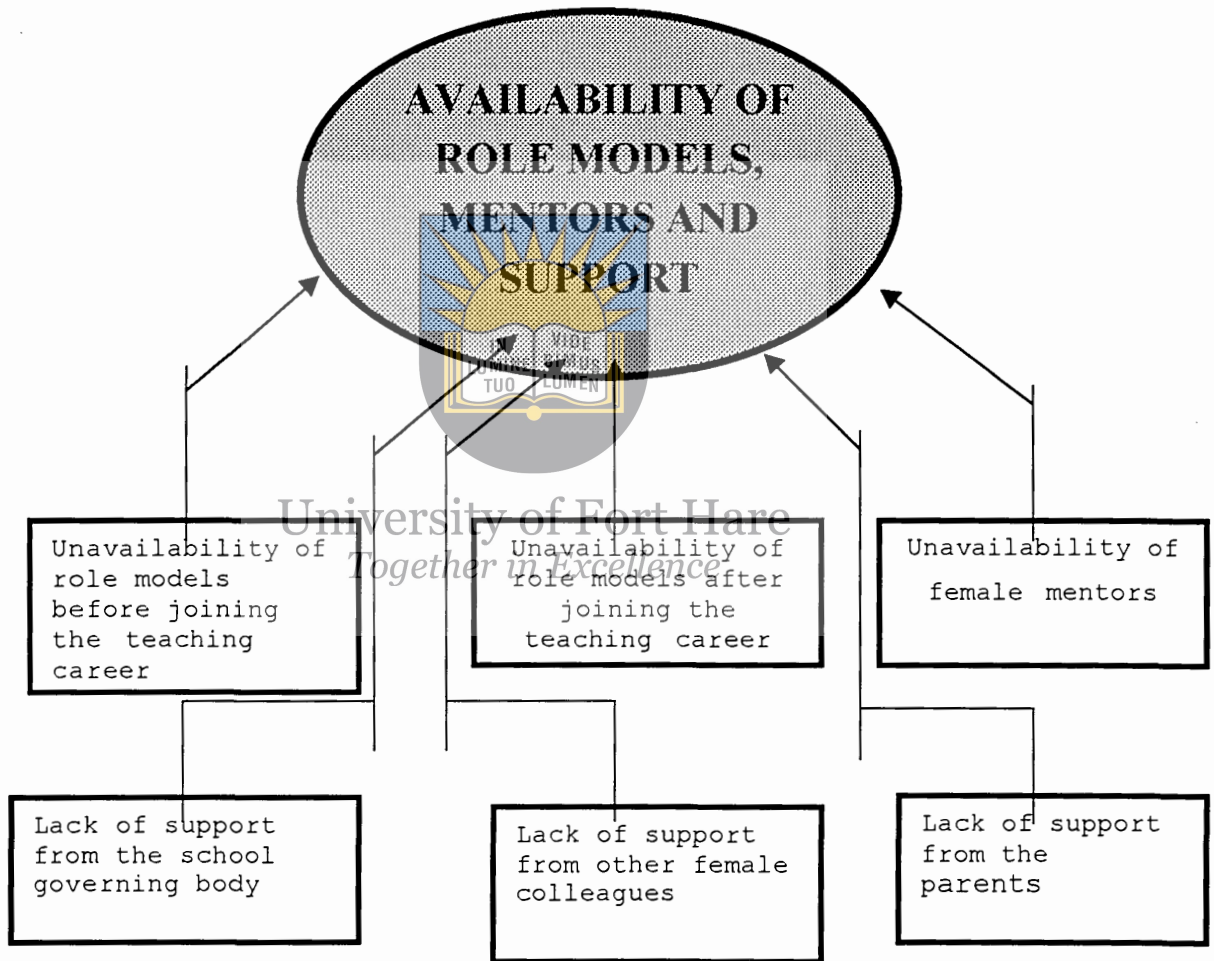 AVAILABILITY OF
ROLE MODELS,
MENTORS AND
SUPPORT
VIDE
TUO
LUMEN
University of Fort Hare
Together in Excellence
Unavailability of
role models
before joining
the teaching
career
Unavailability of
role models after
joining the
teaching career
Unavailability of
female mentors
Lack of support
from the school
governing body
Lack of support
from other female
colleagues
Lack of support
from the
parents